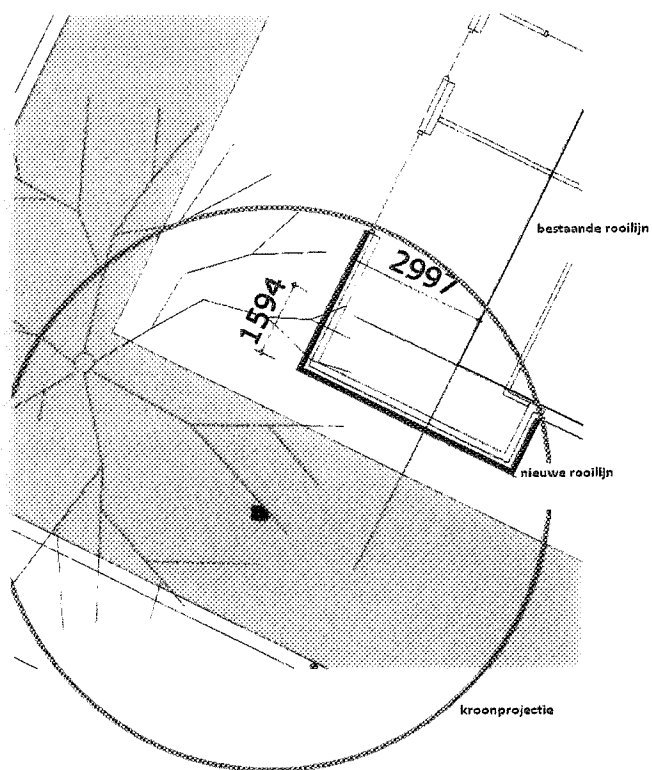 bestaande rooilijn
2997
1594
nieuwe rooilijn
kroonprojectie